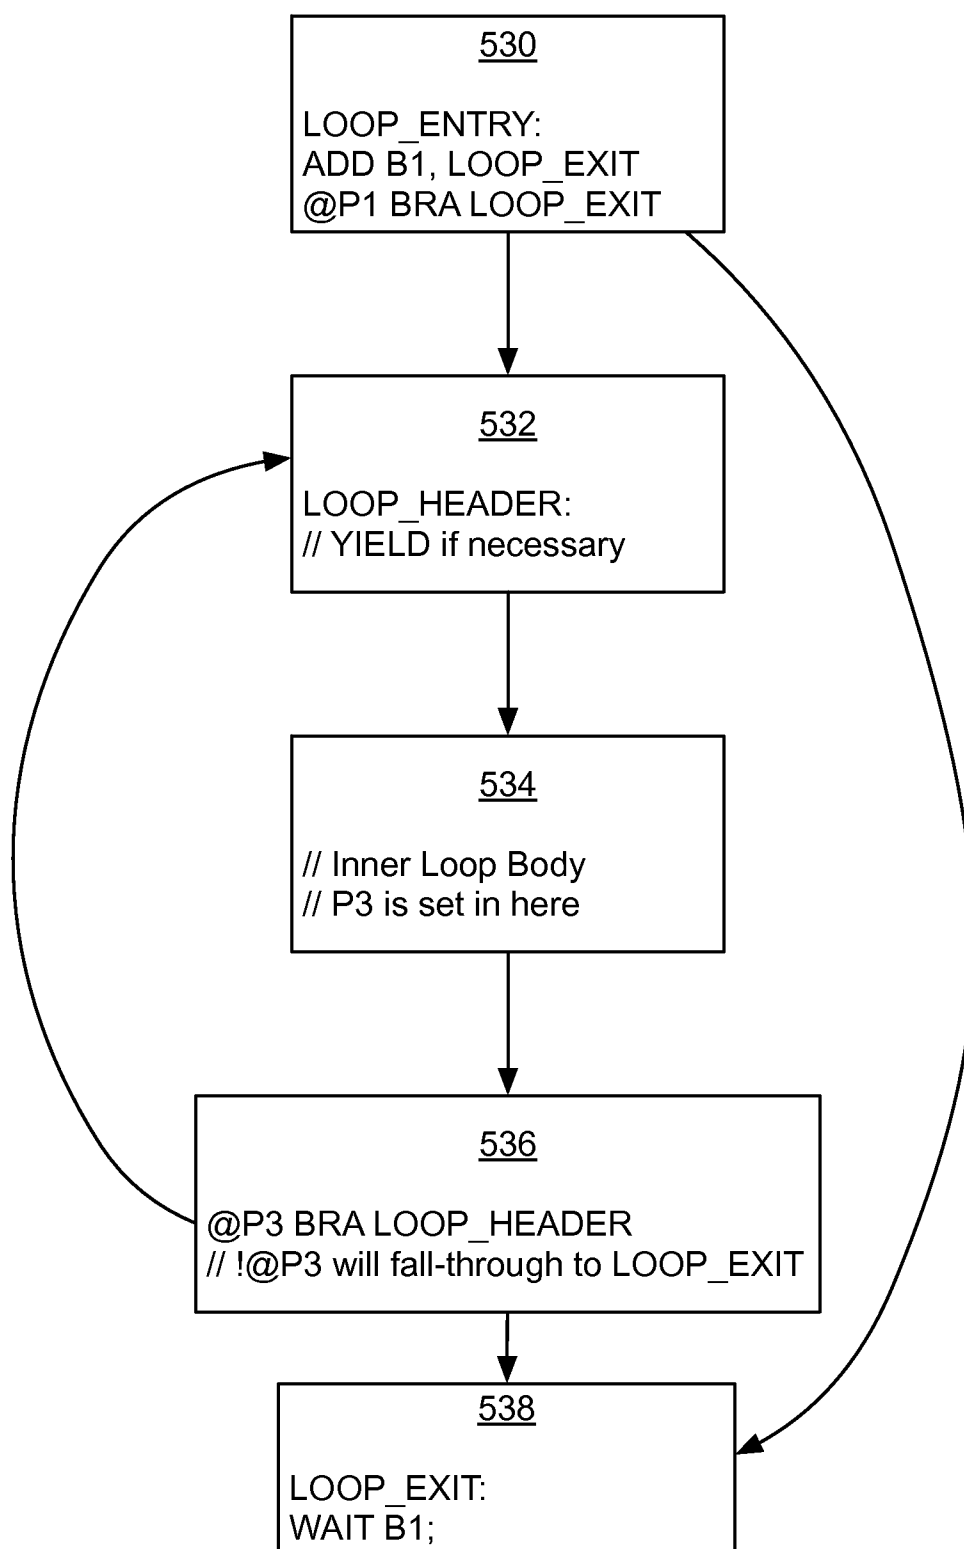 530
LOOP_ENTRY:
ADD B1, LOOP_EXIT
@P1 BRA LOOP_EXIT
532
LOOP_HEADER:
// YIELD if necessary
534
// Inner Loop Body
// P3 is set in here
536
@P3 BRA LOOP_HEADER
// !@P3 will fall-through to LOOP_EXIT
538
LOOP_EXIT:
WAIT B1;